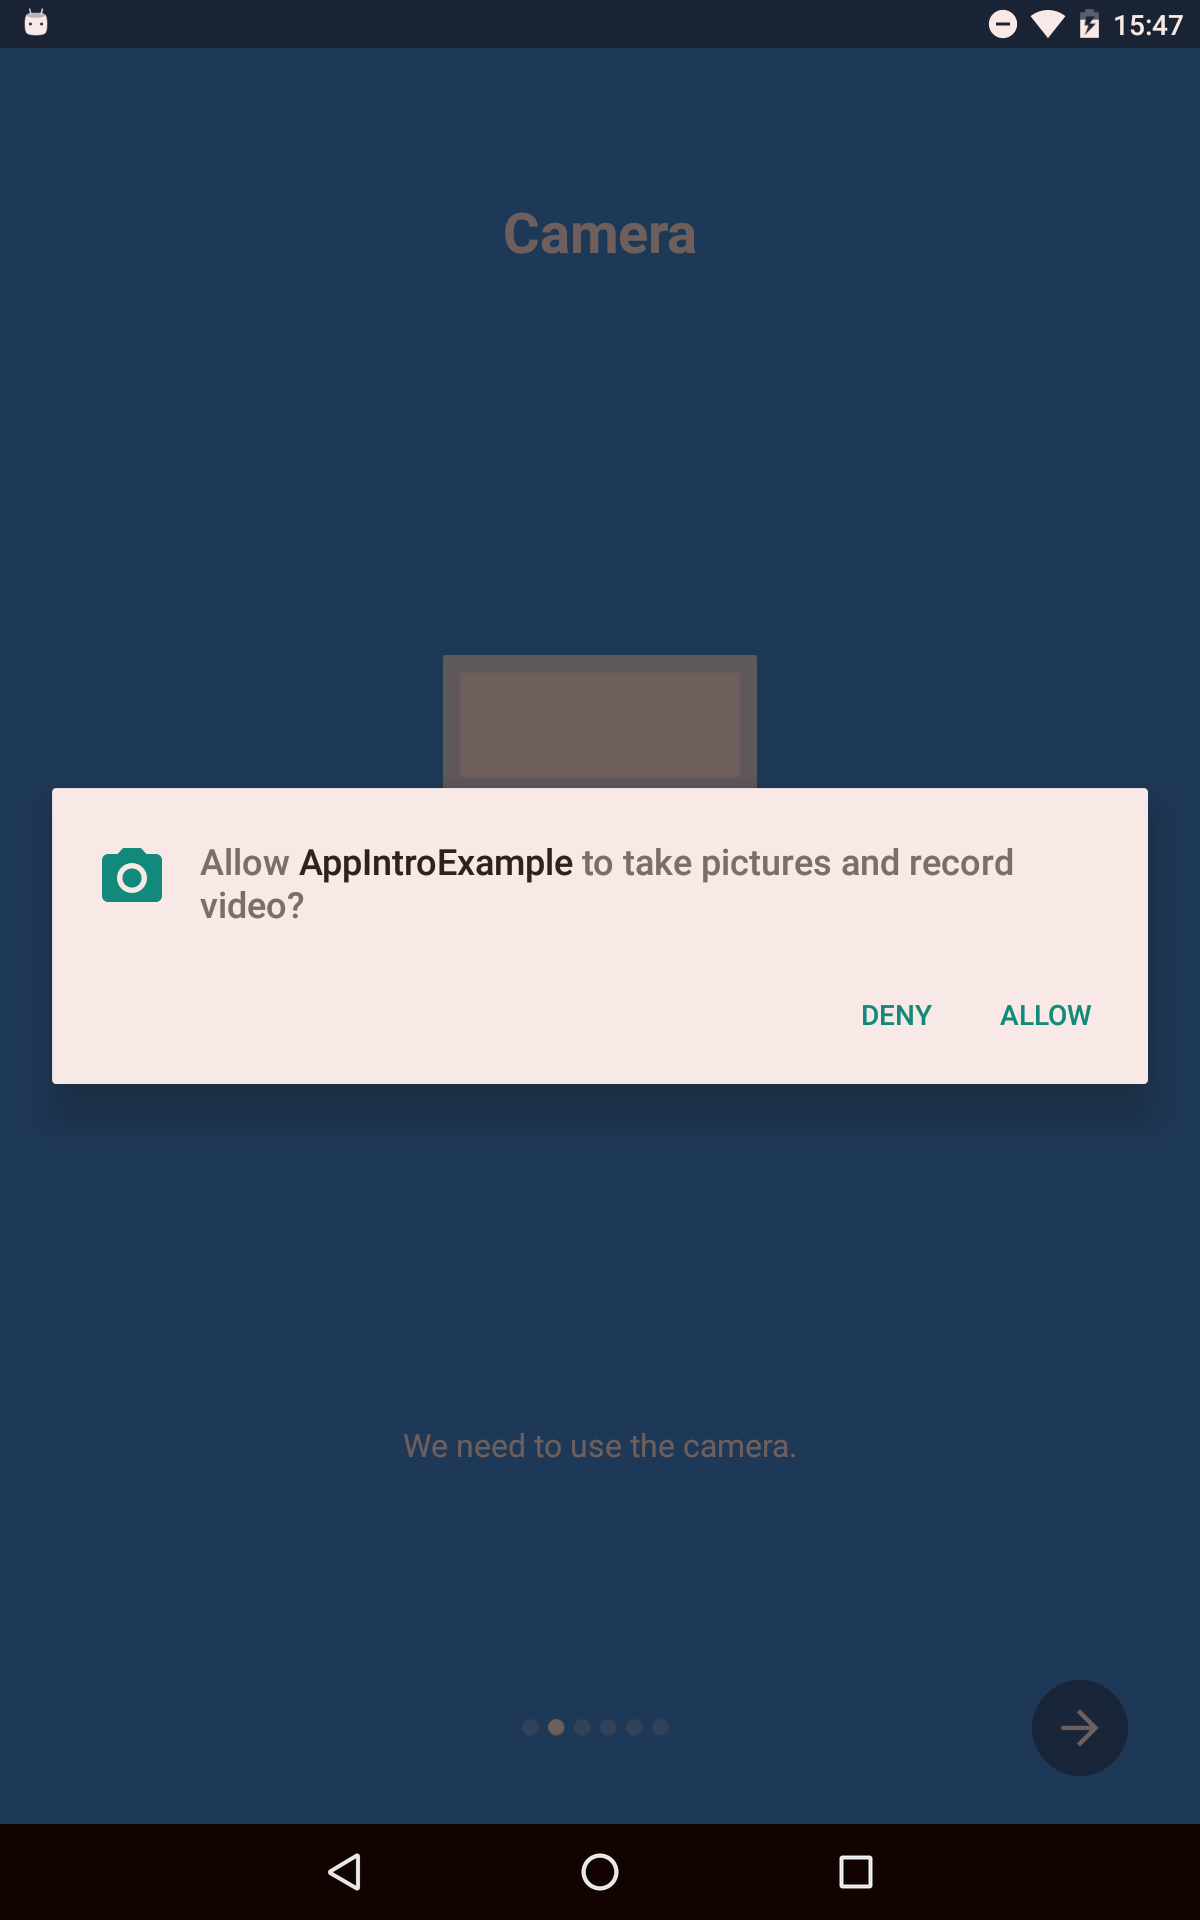 15:47
Camera
Allow AppIntroExample to take pictures and record
video?
DENY ALLOW
We need to use the camera.